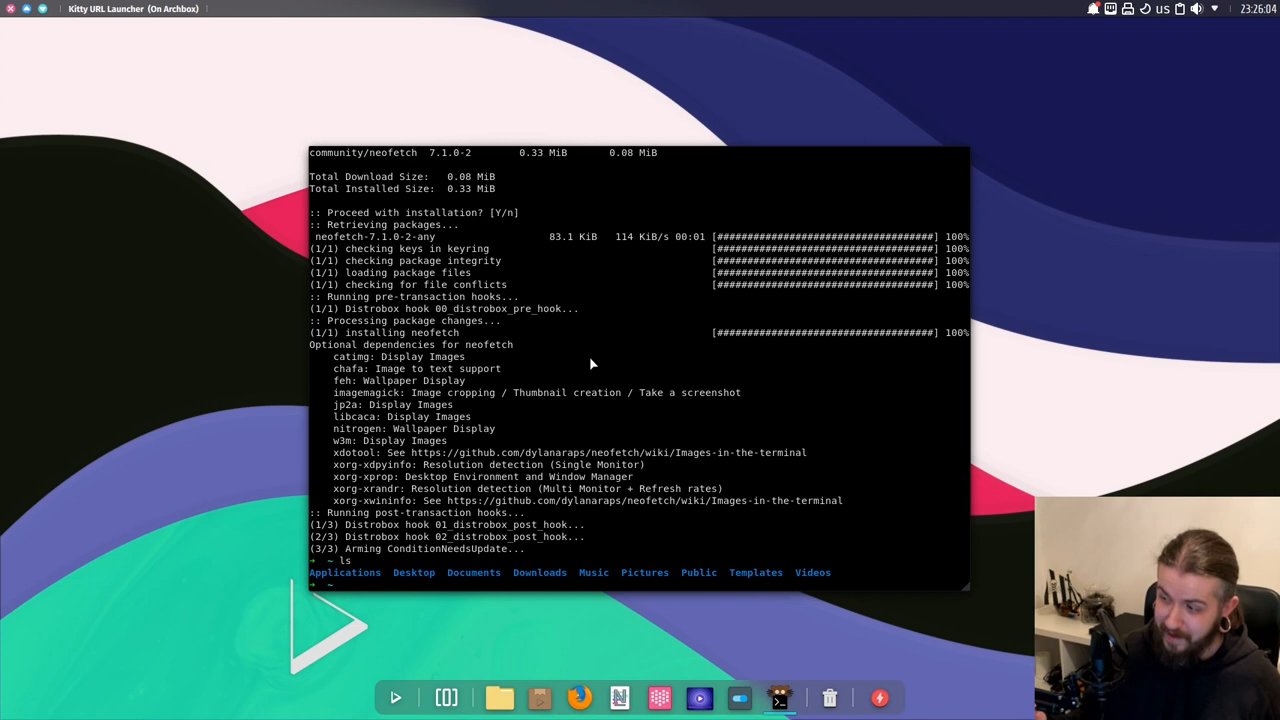 Kitty URL Launcher (On Archbox)
us
23:26:04
community/neofetch  7.1.0-2        0.33 MiB       0.08 MiB
Total Download Size:   0.08 MiB
Total Installed Size:  0.33 MiB
:: Proceed with installation? [Y/n]
:: Retrieving packages...
neofetch-7.1.0-2-any                   83.1 KiB   114 KiB/s 00:01 [####################################] 100%
(1/1) checking keys in keyring                                     [####################################] 100%
(1/1) checking package integrity                                   [####################################] 100%
(1/1) loading package files                                        [####################################] 100%
(1/1) checking for file conflicts                                  [####################################] 100%
:: Running pre-transaction hooks...
(1/1) Distrobox hook 00_distrobox_pre_hook...
:: Processing package changes...
(1/1) installing neofetch                                          [####################################] 100%
Optional dependencies for neofetch
catimg: Display Images
chafa: Image to text support
feh: Wallpaper Display
imagemagick: Image cropping / Thumbnail creation / Take a screenshot
jp2a: Display Images
libcaca: Display Images
nitrogen: Wallpaper Display
w3m: Display Images
xdotool: See https://github.com/dylanaraps/neofetch/wiki/Images-in-the-terminal
xorg-xdpyinfo: Resolution detection (Single Monitor)
xorg-xprop: Desktop Environment and Window Manager
xorg-xrandr: Resolution detection (Multi Monitor + Refresh rates)
xorg-xwininfo: See https://github.com/dylanaraps/neofetch/wiki/Images-in-the-terminal
:: Running post-transaction hooks...
(1/3) Distrobox hook 01_distrobox_post_hook...
(2/3) Distrobox hook 02_distrobox_post_hook...
(3/3) Arming ConditionNeedsUpdate...
➜  ~ ls
Applications  Desktop  Documents  Downloads  Music  Pictures  Public  Templates  Videos
➜  ~